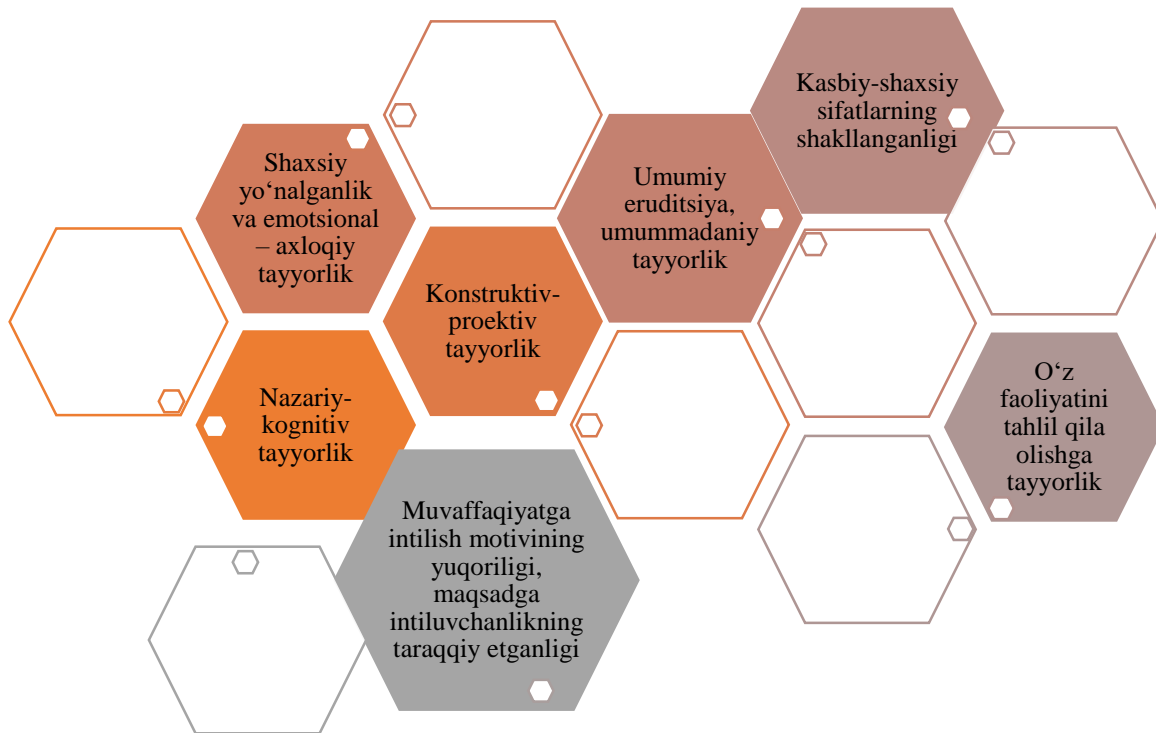 Kasbiy-shaxsiy
sifatlarning
shakllanganligi
Shaxsiy
yo‘nalganlik
va emotsional
– axloqiy
tayyorlik
Umumiy
eruditsiya,
umummadaniy
tayyorlik
Konstruktiv-
proektiv
tayyorlik
Nazariy-
kognitiv
tayyorlik
O‘z
faoliyatini
tahlil qila
olishga
tayyorlik
Muvaffaqiyatga
intilish motivining
yuqoriligi,
maqsadga
intiluvchanlikning
taraqqiy etganligi